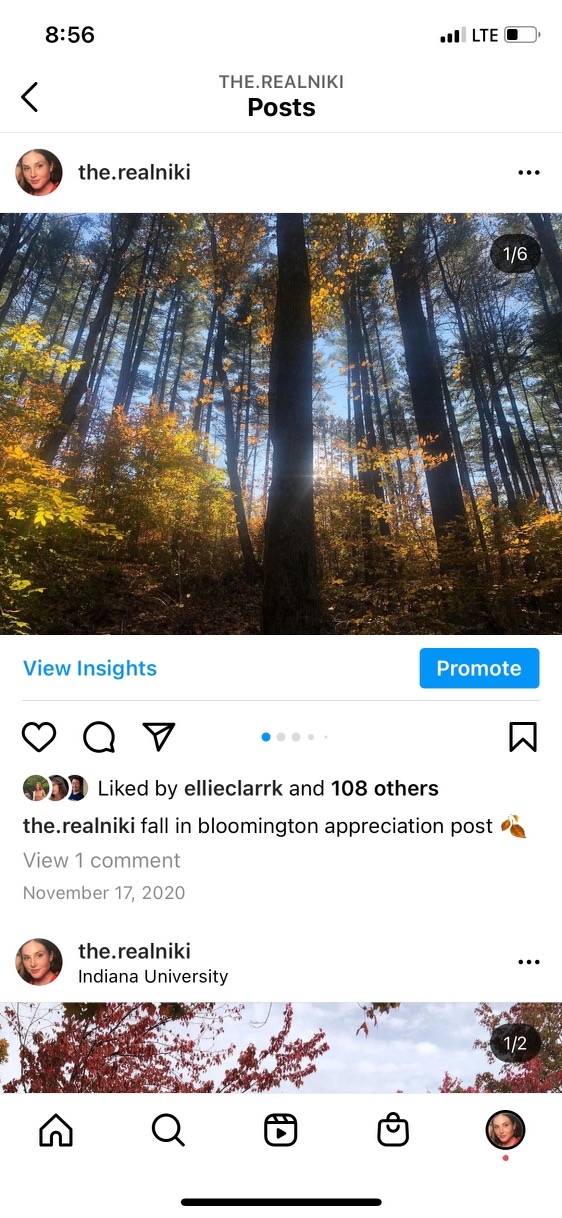 8:56 LTE
THE.REALNIKI
Posts
the.realniki
1/6
View Insights Promote
Liked by ellieclarrk and 108 others
the.realniki fall in bloomington appreciation post 🍂
View 1 comment
November 17, 2020
the.realniki
Indiana University
1/2